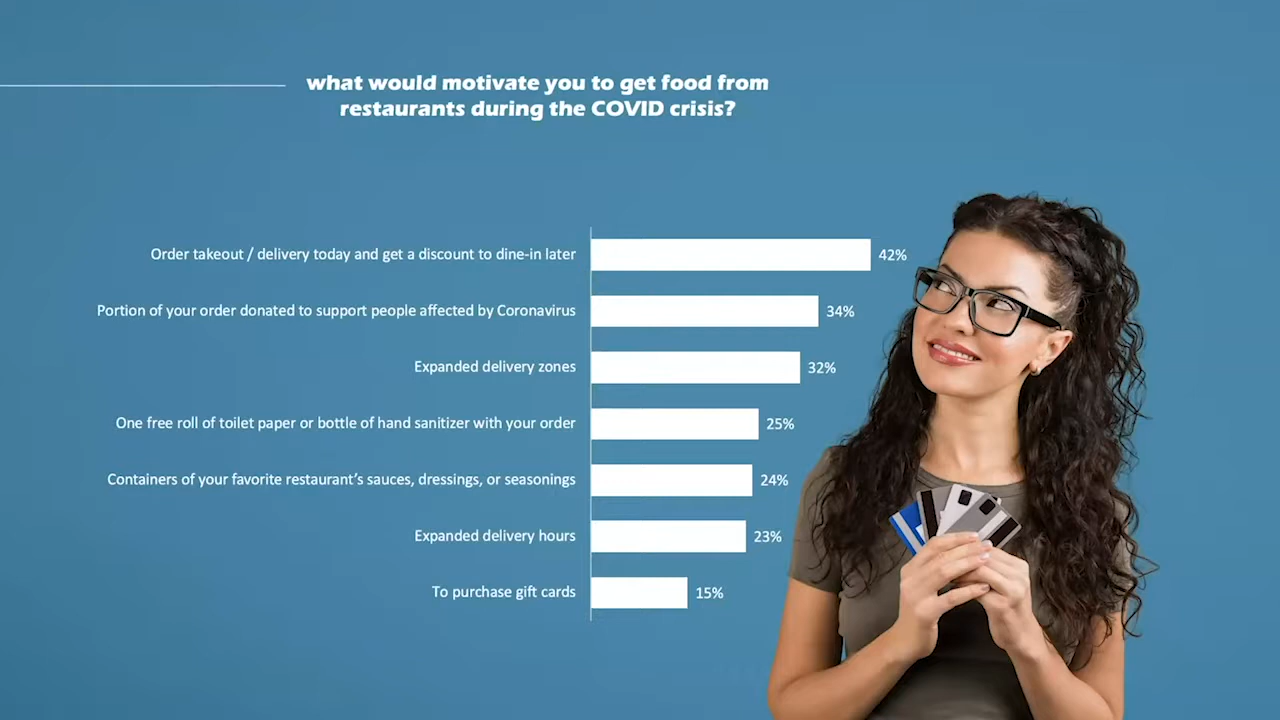 what would motivate you to get food from
restaurants during the COVID crisis?
Order takeout / delivery today and get a discount to dine-in later
42%
Portion of your order donated to support people affected by Coronavirus
34%
Expanded delivery zones
32%
One free roll of toilet paper or bottle of hand sanitizer with your order
25%
Containers of your favorite restaurant’s sauces, dressings, or seasonings
24%
Expanded delivery hours
23%
To purchase gift cards
15%